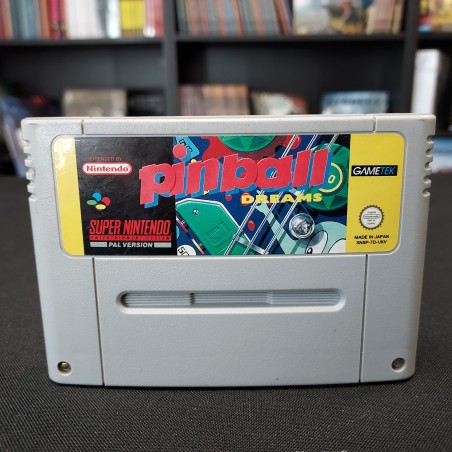 LICENSED BY
Nintendo
SUPER NINTENDO
ENTERTAINMENT SYSTEM
PAL VERSION
pinball
DREAMS
GAMETEK
MADE IN JAPAN
SNSP-7D-UKV